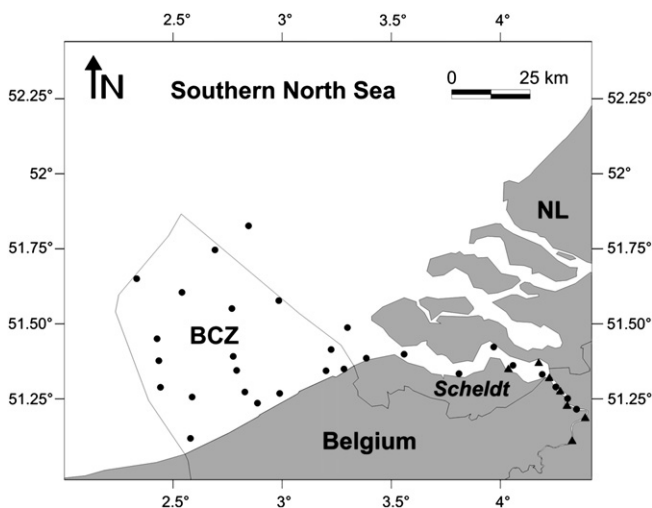 2.5° 3° 3.5° 4°
N
Southern North Sea
0 25 km
52.25° 52.25°
52° 52°
NL
51.75° 51.75°
51.50° 51.50°
BCZ
Scheldt
51.25° 51.25°
Belgium
2.5° 3° 3.5° 4°